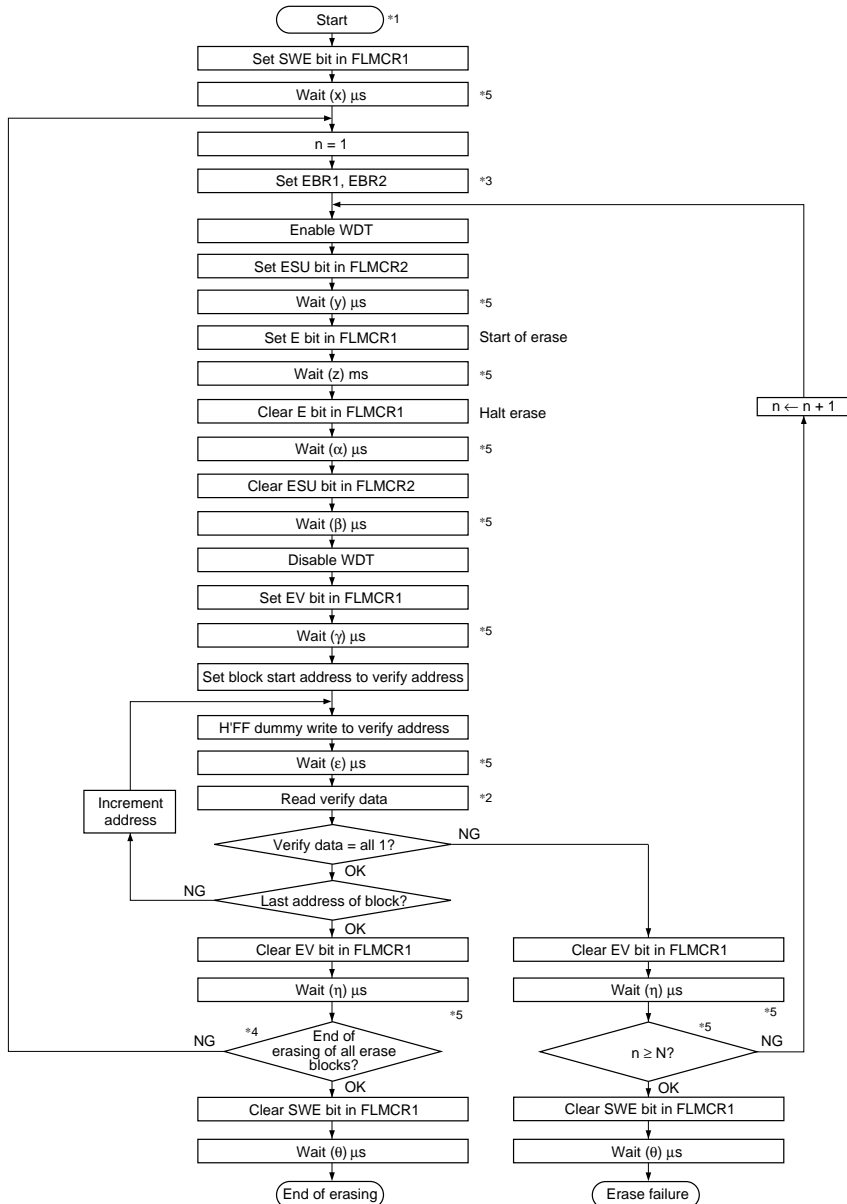 Start *1
Set SWE bit in FLMCR1
Wait (x) μs *5
n = 1
Set EBR1, EBR2 *3
Enable WDT
Set ESU bit in FLMCR2
Wait (y) μs *5
Set E bit in FLMCR1 Start of erase
Wait (z) ms *5
Clear E bit in FLMCR1 Halt erase
n ← n + 1
Wait (α) μs *5
Clear ESU bit in FLMCR2
Wait (β) μs *5
Disable WDT
Set EV bit in FLMCR1
Wait (γ) μs *5
Set block start address to verify address
H'FF dummy write to verify address
Wait (ε) μs *5
Read verify data *2
Increment
address
Verify data = all 1? NG
OK
NG Last address of block?
OK
Clear EV bit in FLMCR1
Wait (η) μs
*5
NG *4 End of
erasing of all erase
blocks?
OK
Clear SWE bit in FLMCR1
Wait (θ) μs
End of erasing
Clear EV bit in FLMCR1
Wait (η) μs
*5
*5
n ≥ N? NG
OK
Clear SWE bit in FLMCR1
Wait (θ) μs
Erase failure